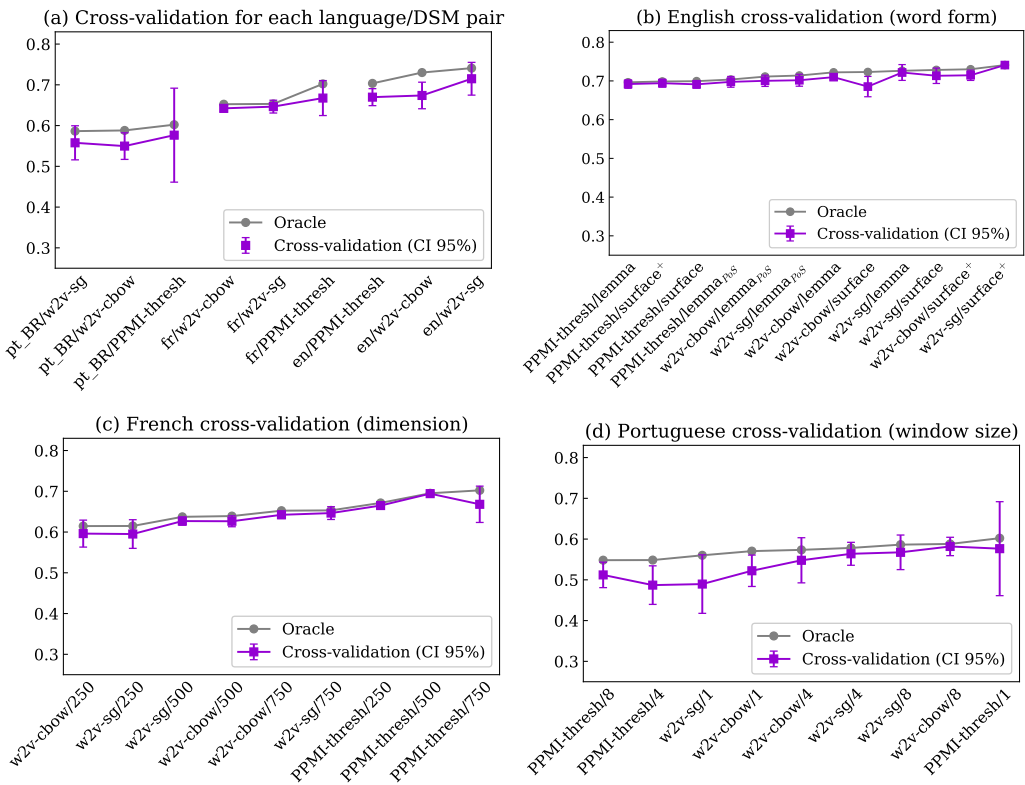 (a) Cross-validation for each language/DSM pair
0.8
0.7
0.6
0.5
0.4
0.3
Oracle
Cross-validation (CI 95%)
pt_BR/w2v-sg
pt_BR/w2v-cbow
pt_BR/PPMI-thresh
fr/w2v-cbow
fr/w2v-sg
fr/PPMI-thresh
en/PPMI-thresh
en/w2v-cbow
en/w2v-sg
(b) English cross-validation (word form)
0.8
0.7
0.6
0.5
0.4
0.3
Oracle
Cross-validation (CI 95%)
PPMI-thresh/lemma
PPMI-thresh/surface+
PPMI-thresh/surface
PPMI-thresh/lemmaPoS
w2v-cbow/lemmaPoS
w2v-sg/lemmaPoS
w2v-cbow/lemma
w2v-cbow/surface
w2v-sg/lemma
w2v-sg/surface
w2v-cbow/surface+
w2v-sg/surface+
(c) French cross-validation (dimension)
0.8
0.7
0.6
0.5
0.4
0.3
Oracle
Cross-validation (CI 95%)
w2v-cbow/250
w2v-sg/250
w2v-sg/500
w2v-cbow/500
w2v-cbow/750
w2v-sg/750
PPMI-thresh/250
PPMI-thresh/500
PPMI-thresh/750
(d) Portuguese cross-validation (window size)
0.8
0.7
0.6
0.5
0.4
0.3
Oracle
Cross-validation (CI 95%)
PPMI-thresh/8
PPMI-thresh/4
w2v-sg/1
w2v-cbow/1
w2v-cbow/4
w2v-sg/4
w2v-sg/8
w2v-cbow/8
PPMI-thresh/1